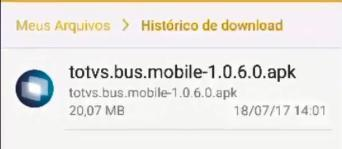 Meus Arquivos > Histórico de download
totvs.bus.mobile-1.0.6.0.apk
totvs.bus.mobile-1.0.6.0.apk
20,07 MB 18/07/17 14:01